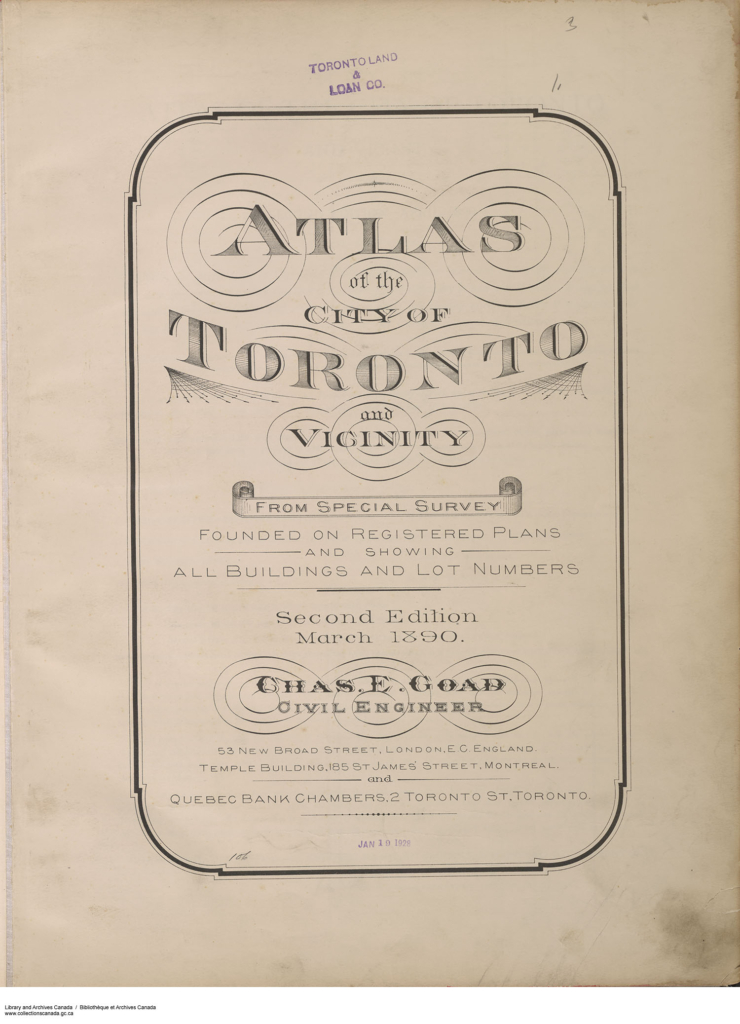 3
TORONTO LAND
&
LOAN CO.
ATLAS
of the
CITY OF
TORONTO
and
VICINITY
FROM SPECIAL SURVEY
FOUNDED ON REGISTERED PLANS
AND SHOWING
ALL BUILDINGS AND LOT NUMBERS
Second Edition
March 1890.
CHAS. E. GOAD
CIVIL ENGINEER
53 NEW BROAD STREET, LONDON, E.C. ENGLAND.
TEMPLE BUILDING, 185 ST JAMES' STREET, MONTREAL.
and
QUEBEC BANK CHAMBERS, 2 TORONTO ST, TORONTO.
JAN 10
106
Library and Archives Canada / Bibliothèque et Archives Canada
www.collectionscanada.gc.ca